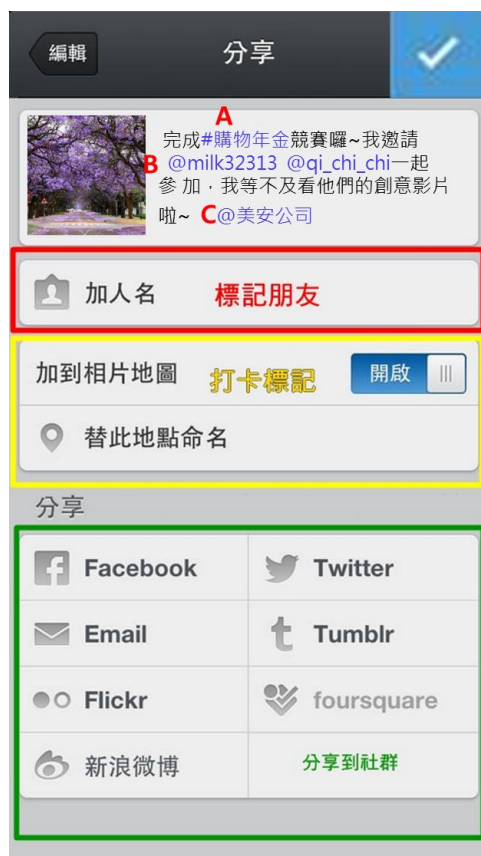 編輯
分享
A
完成#購物年金競賽囉~我邀請
B @milk32313 @qi_chi_chi一起
參 加，我等不及看他們的創意影片
啦~ C@美安公司
加人名 標記朋友
加到相片地圖 打卡標記 開啟
替此地點命名
分享
Facebook Twitter
Email Tumblr
Flickr foursquare
新浪微博 分享到社群